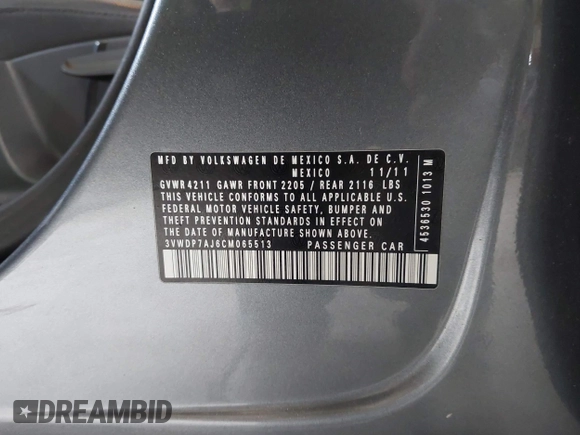 MFD BY VOLKSWAGEN DE MEXICO S.A. DE C.V.
MEXICO 11/11
GVWR 4211 GAWR FRONT 2205 / REAR 2116 LBS
THIS VEHICLE CONFORMS TO ALL APPLICABLE U.S.
FEDERAL MOTOR VEHICLE SAFETY, BUMPER AND
THEFT PREVENTION STANDARDS IN EFFECT ON
THE DATE OF MANUFACTURE SHOWN ABOVE.
3VWDP7AJ6CM065513 PASSENGER CAR
4536530 1013 M
DREAMBID